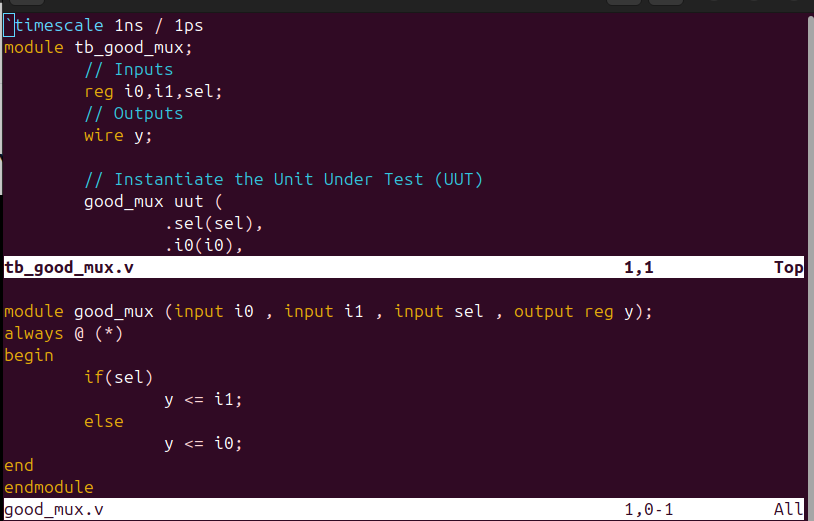 `timescale 1ns / 1ps
module tb_good_mux;
        // Inputs
        reg i0,i1,sel;
        // Outputs
        wire y;

        // Instantiate the Unit Under Test (UUT)
        good_mux uut (
                .sel(sel),
                .i0(i0),
tb_good_mux.v 1,1 Top

module good_mux (input i0 , input i1 , input sel , output reg y);
always @ (*)
begin
        if(sel)
                y <= i1;
        else
                y <= i0;
end
endmodule
good_mux.v 1,0-1 All